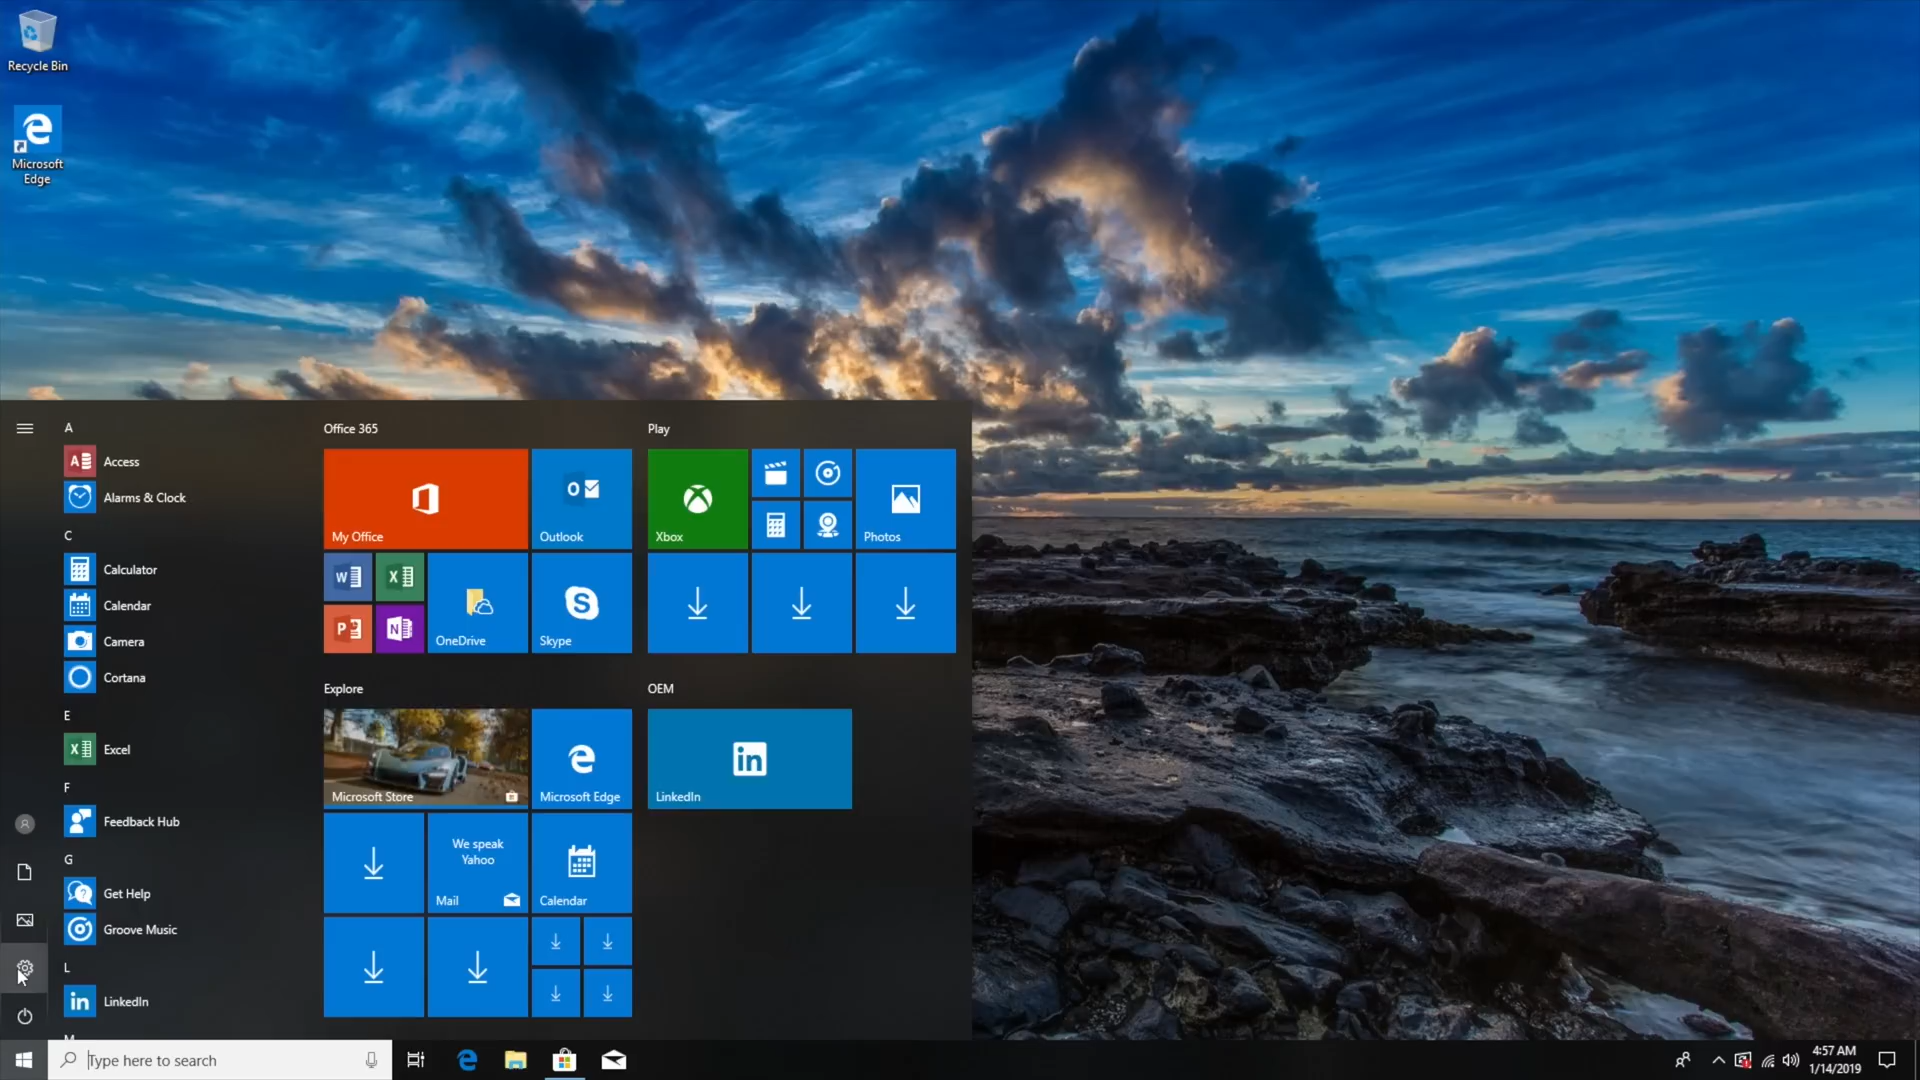 Recycle Bin
Microsoft
Edge
A
Access
Alarms & Clock
C
Calculator
Calendar
Camera
Cortana
E
Excel
F
Feedback Hub
G
Get Help
Groove Music
L
LinkedIn
M
Office 365
My Office
Outlook
OneDrive
Skype
Play
Xbox
Photos
Explore
Microsoft Store
Microsoft Edge
We speak
Yahoo
Mail
Calendar
OEM
LinkedIn
Type here to search
4:57 AM
1/14/2019